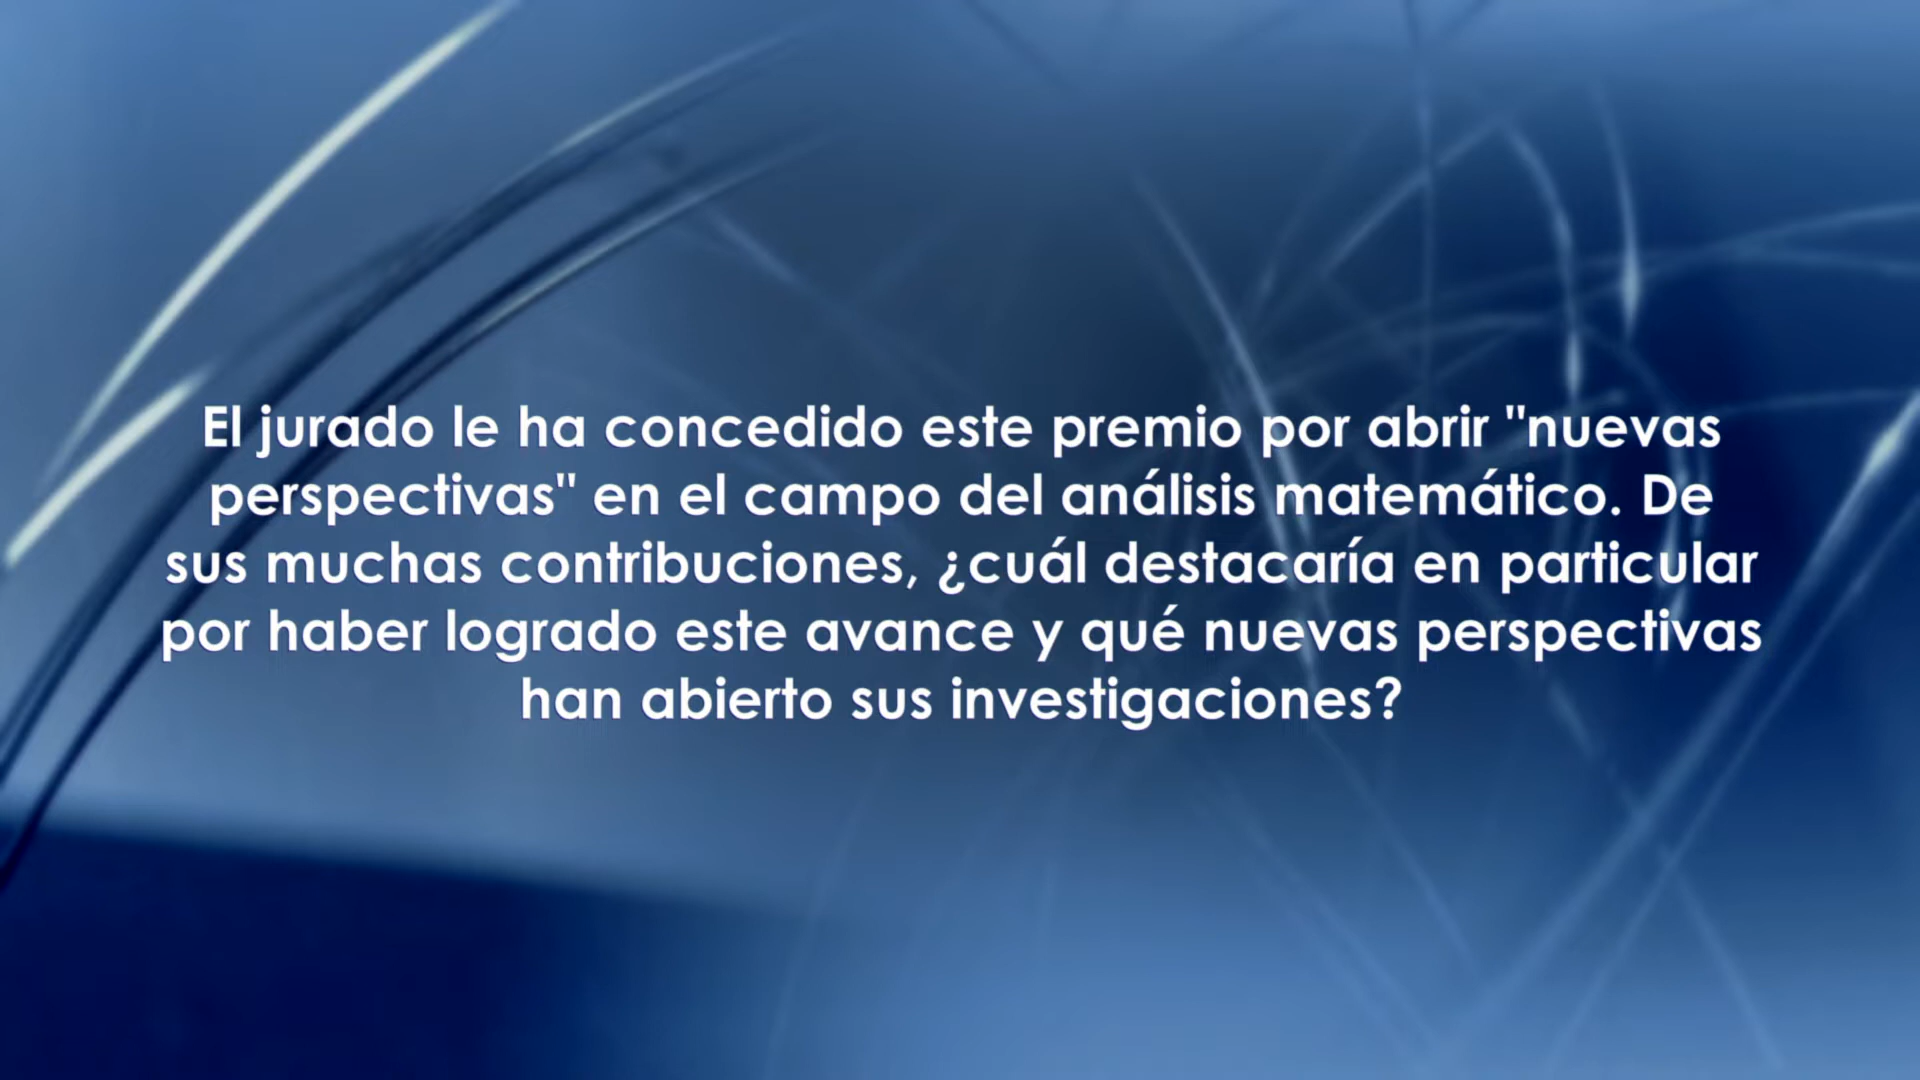 El jurado le ha concedido este premio por abrir "nuevas
perspectivas" en el campo del análisis matemático. De
sus muchas contribuciones, ¿cuál destacaría en particular
por haber logrado este avance y qué nuevas perspectivas
han abierto sus investigaciones?